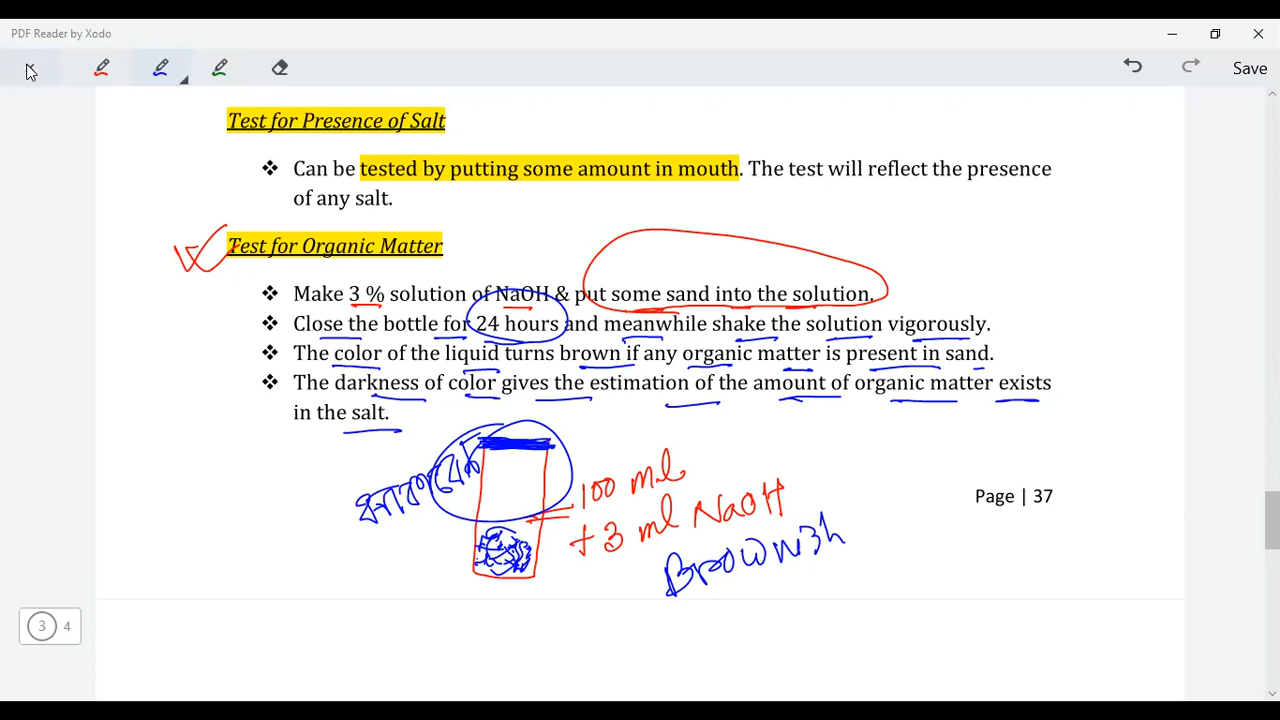 PDF Reader by Xodo
Save
Test for Presence of Salt
❖ Can be tested by putting some amount in mouth. The test will reflect the presence
of any salt.
Test for Organic Matter
❖ Make 3 % solution of NaOH & put some sand into the solution.
❖ Close the bottle for 24 hours and meanwhile shake the solution vigorously.
❖ The color of the liquid turns brown if any organic matter is present in sand.
❖ The darkness of color gives the estimation of the amount of organic matter exists
in the salt.
100 ml
+ 3 ml NaOH
Brownish
Page | 37
3 4